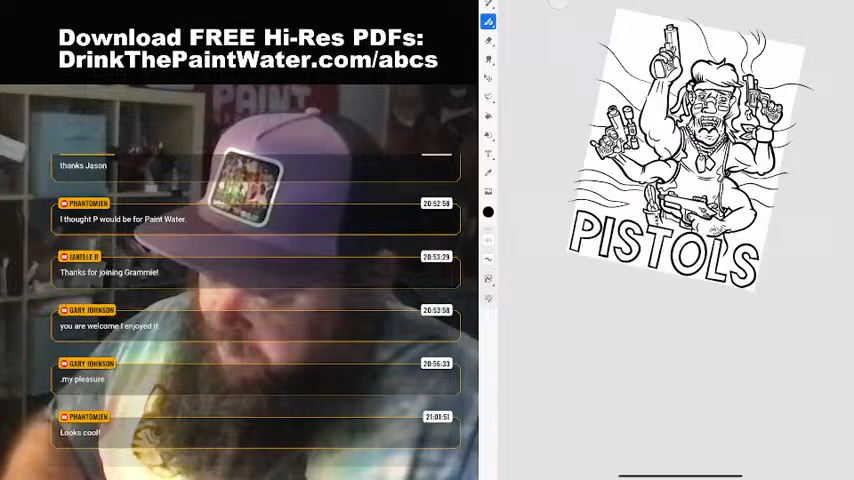 Download FREE Hi-Res PDFs:
DrinkThePaintWater.com/abcs
PAINT
thanks Jason
PHANTOMJEN 20:52:58
I thought P would be for Paint Water.
JANELLE B 20:53:29
Thanks for joining Grammie!
GARY JOHNSON 20:53:58
you are welcome I enjoyed it
GARY JOHNSON 20:56:33
.my pleasure
PHANTOMJEN 21:01:51
Looks cool!
PISTOLS